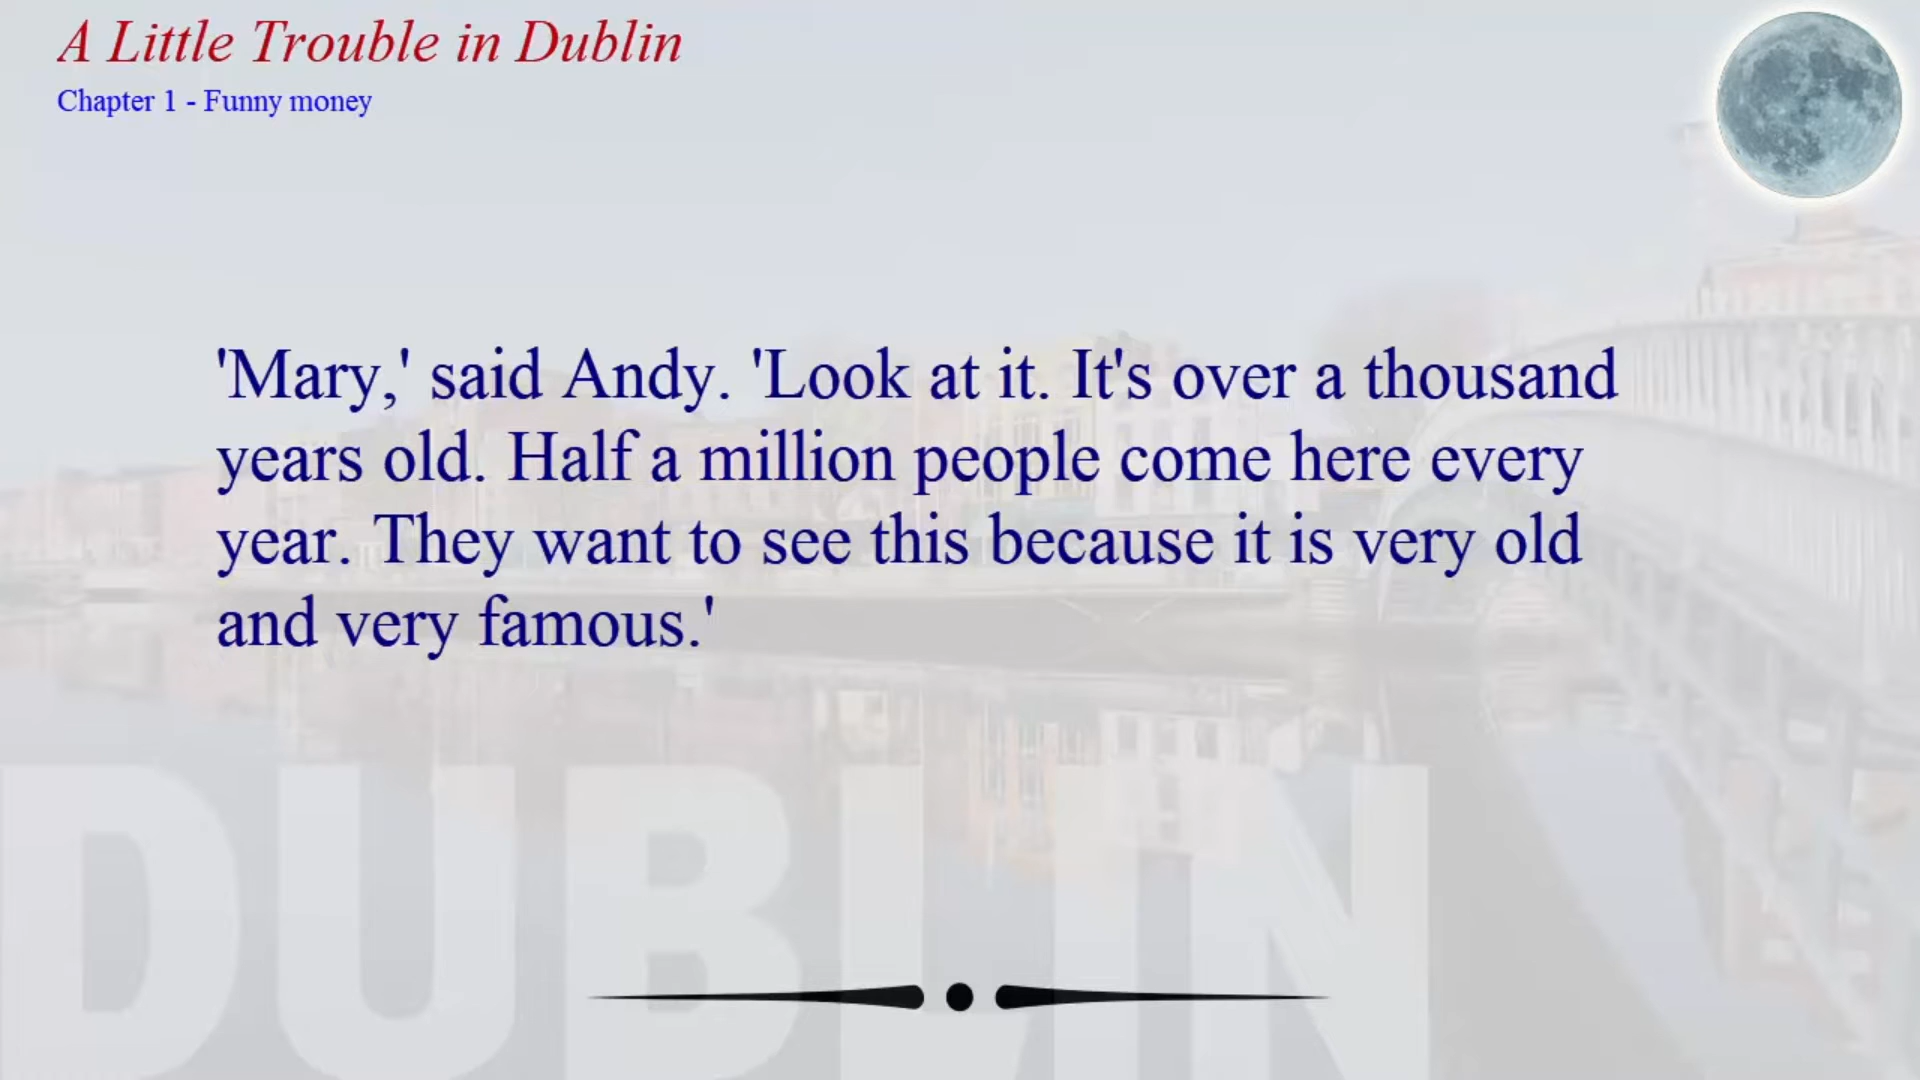 A Little Trouble in Dublin
Chapter 1 - Funny money
'Mary,' said Andy. 'Look at it. It's over a thousand
years old. Half a million people come here every
year. They want to see this because it is very old
and very famous.'
DUBLIN